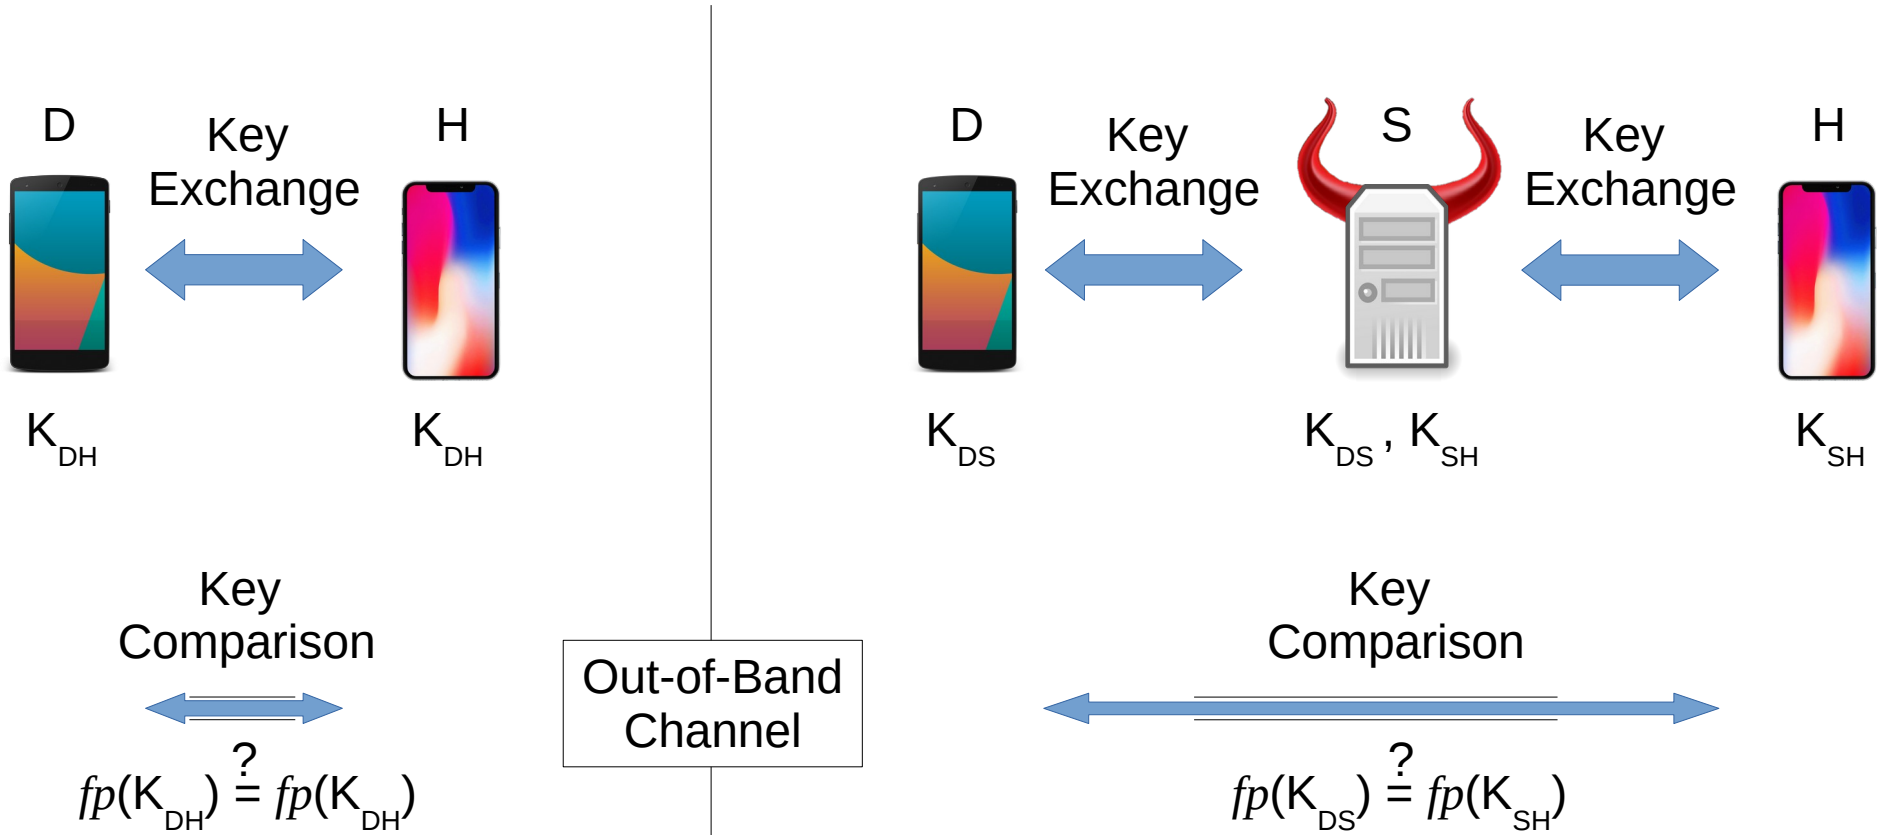 D
Key
Exchange
H
K_DH
K_DH
Key
Comparison
?
fp(K_DH) = fp(K_DH)
Out-of-Band
Channel
D
Key
Exchange
S
Key
Exchange
H
K_DS
K_DS , K_SH
K_SH
Key
Comparison
?
fp(K_DS) = fp(K_SH)